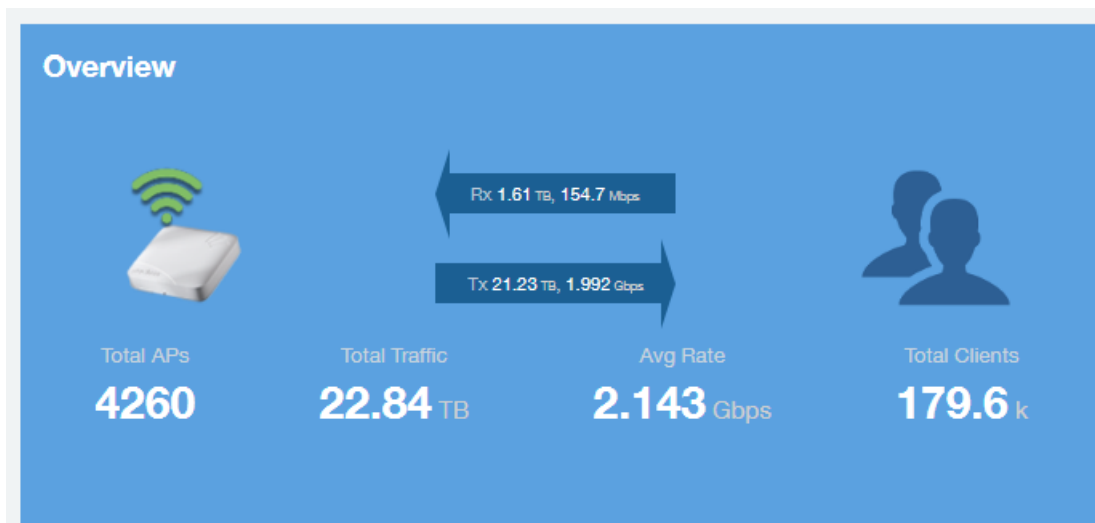 Overview
Rx 1.61 TB, 154.7 Mbps
Tx 21.23 TB, 1.992 Gbps
Total APs
4260
Total Traffic
22.84 TB
Avg Rate
2.143 Gbps
Total Clients
179.6 k